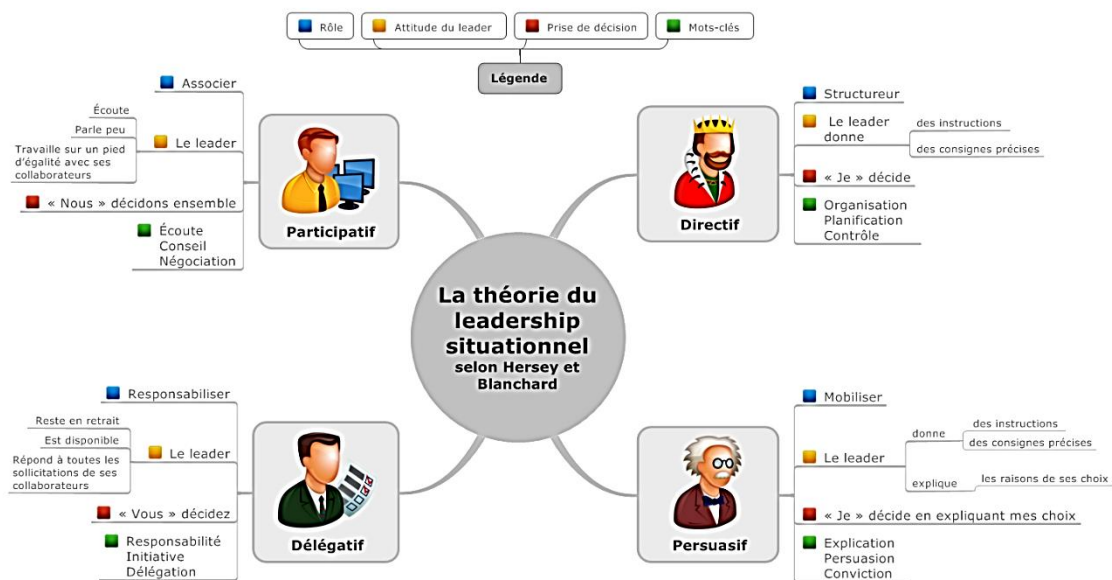 Rôle
Attitude du leader
Prise de décision
Mots-clés
Légende
Associer
Écoute
Parle peu
Travaille sur un pied
d'égalité avec ses
collaborateurs
Le leader
« Nous » décidons ensemble
Écoute
Conseil
Négociation
Participatif
Structureur
Le leader
donne
des instructions
des consignes précises
« Je » décide
Organisation
Planification
Contrôle
Directif
La théorie du
leadership
situationnel
selon Hersey et
Blanchard
Responsabiliser
Reste en retrait
Est disponible
Répond à toutes les
sollicitations de ses
collaborateurs
Le leader
« Vous » décidez
Responsabilité
Initiative
Délégation
Délégatif
Mobiliser
Le leader
donne
des instructions
des consignes précises
explique
les raisons de ses choix
« Je » décide en expliquant mes choix
Explication
Persuasion
Conviction
Persuasif